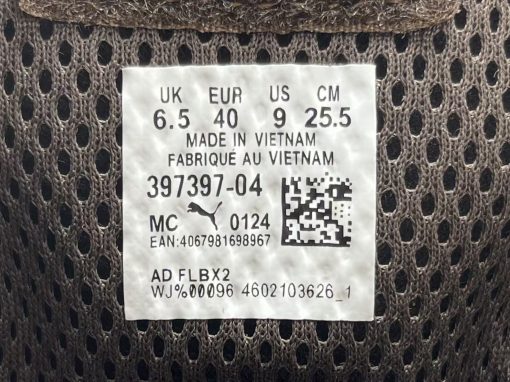 UK EUR US CM
6.5 40 9 25.5
MADE IN VIETNAM
FABRIQUÉ AU VIETNAM
397397-04
MC 0124
EAN:4067981698967
AD FLBX2
WJ%00096 4602103626_1